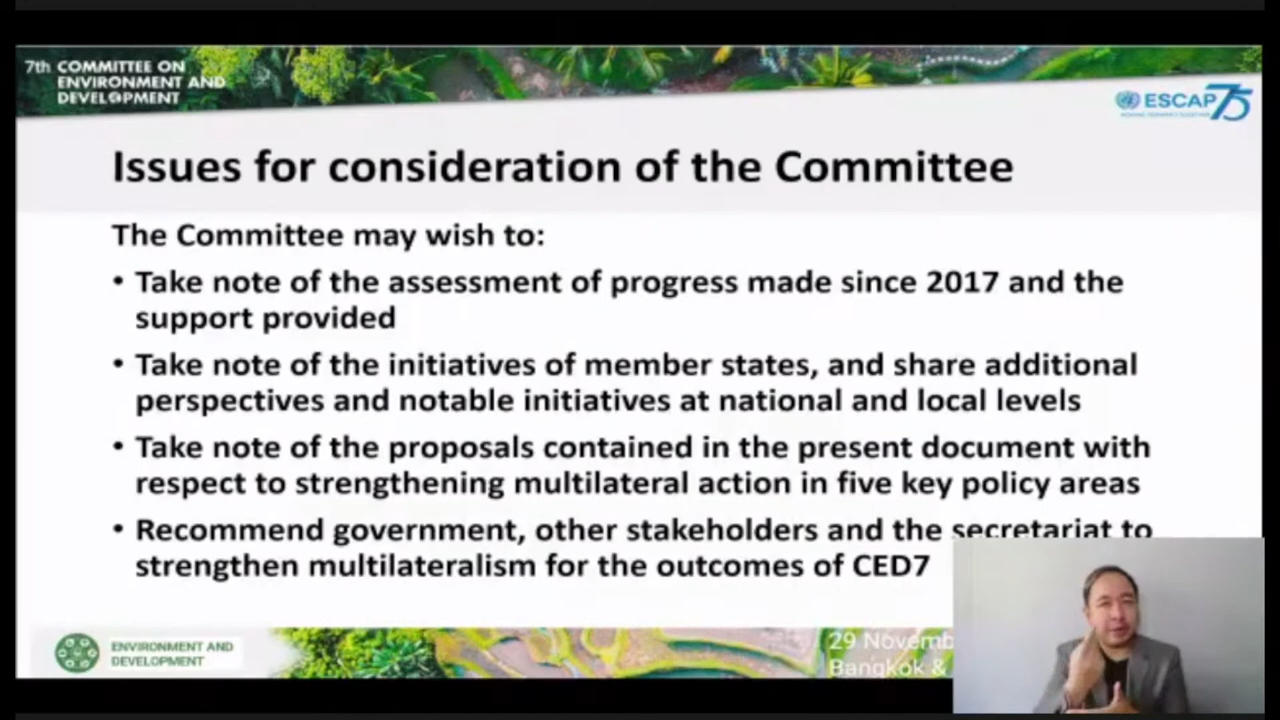 7th COMMITTEE ON
ENVIRONMENT AND
DEVELOPMENT
ESCAP 75
Issues for consideration of the Committee
The Committee may wish to:
• Take note of the assessment of progress made since 2017 and the
support provided
• Take note of the initiatives of member states, and share additional
perspectives and notable initiatives at national and local levels
• Take note of the proposals contained in the present document with
respect to strengthening multilateral action in five key policy areas
• Recommend government, other stakeholders and the secretariat to
strengthen multilateralism for the outcomes of CED7
ENVIRONMENT AND
DEVELOPMENT
29 Novemb
Bangkok &